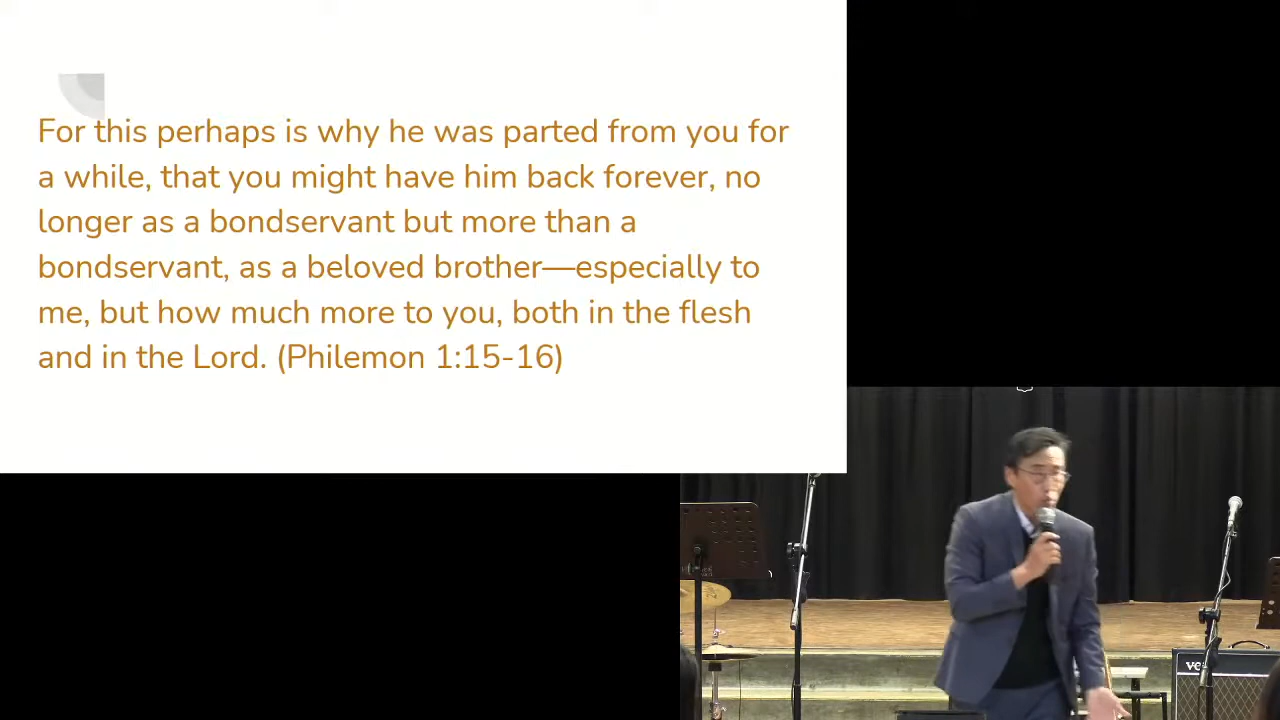 For this perhaps is why he was parted from you for
a while, that you might have him back forever, no
longer as a bondservant but more than a
bondservant, as a beloved brother—especially to
me, but how much more to you, both in the flesh
and in the Lord. (Philemon 1:15-16)